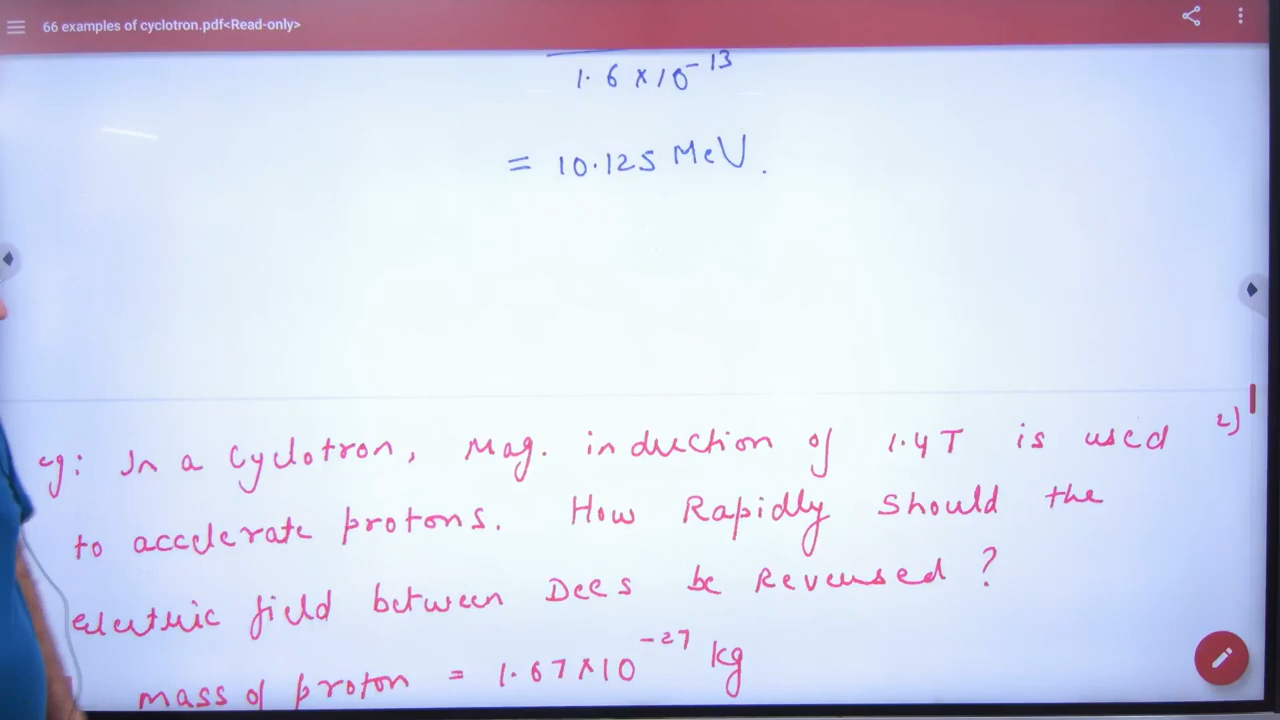 66 examples of cyclotron.pdf<Read-only>
1.6 x 10-13
= 10.125 MeV.
eg: In a cyclotron, Mag. induction of 1.4T is used 2)
to accelerate protons. How Rapidly should the
electric field between Dees be Reversed ?
mass of proton = 1.67x10-27 kg